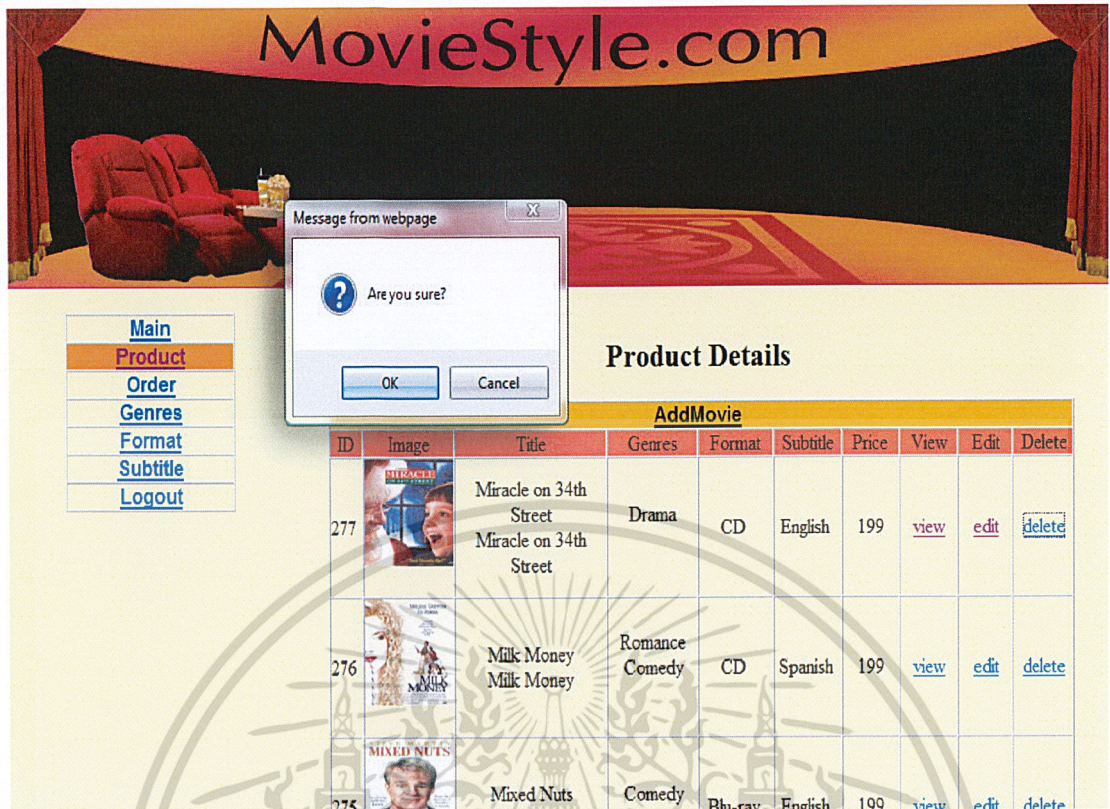 MovieStyle.com
Message from webpage
Are you sure?
OK Cancel
Main
Product
Order
Genres
Format
Subtitle
Logout
Product Details
AddMovie
ID Image Title Genres Format Subtitle Price View Edit Delete
277 MIRACLE Miracle on 34th Street Miracle on 34th Street Drama CD English 199 view edit delete
276 MILK MONEY Milk Money Milk Money Romance Comedy CD Spanish 199 view edit delete
275 MIXED NUTS Mixed Nuts Comedy Blu-ray English 199 view edit delete